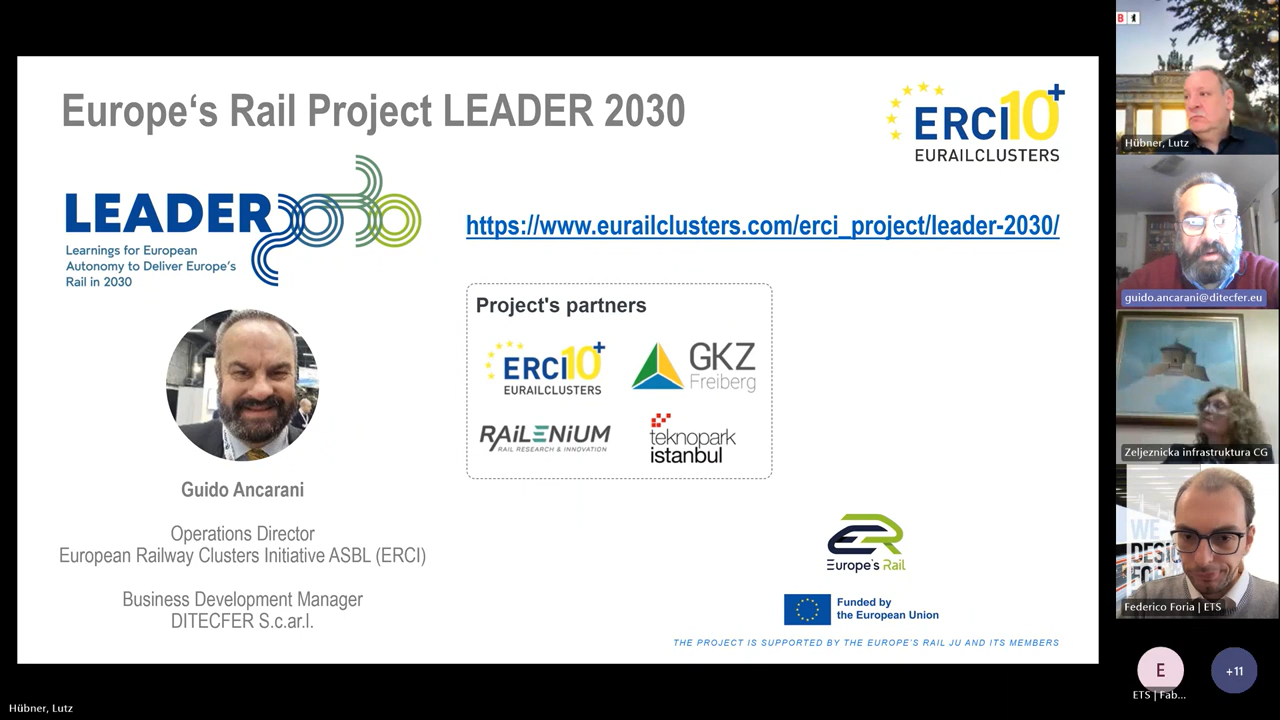 Europe‘s Rail Project LEADER 2030
ERCI10+
EURAILCLUSTERS
LEADER2030
Learnings for European
Autonomy to Deliver Europe's
Rail in 2030
https://www.eurailclusters.com/erci_project/leader-2030/
Project's partners
ERCI10+
EURAILCLUSTERS
GKZ
Freiberg
RAILENIUM
RAIL RESEARCH & INNOVATION
teknopark
istanbul
Guido Ancarani
Operations Director
European Railway Clusters Initiative ASBL (ERCI)
Business Development Manager
DITECFER S.c.ar.l.
Europe's Rail
Funded by
the European Union
THE PROJECT IS SUPPORTED BY THE EUROPE'S RAIL JU AND ITS MEMBERS
B
Hübner, Lutz
guido.ancarani@ditecfer.eu
Zeljeznicka infrastruktura CG
WE
Federico Foria | ETS
E
+11
ETS | Fab...
Hübner, Lutz